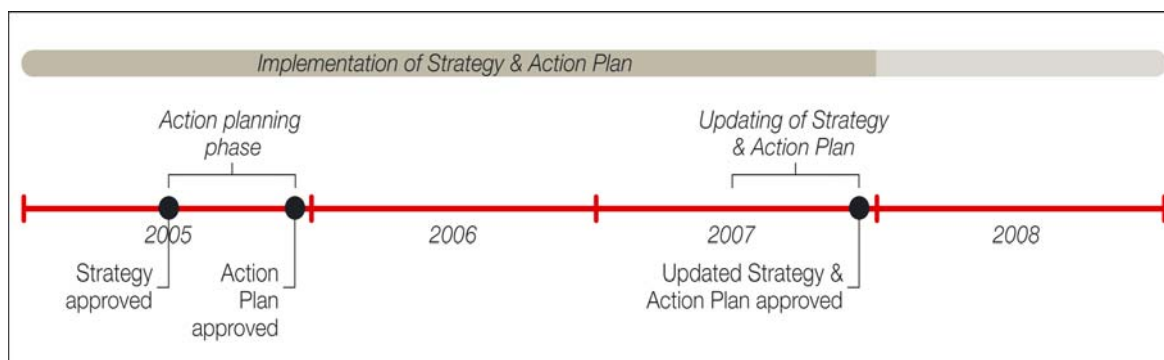 Implementation of Strategy & Action Plan
Action planning
phase
Updating of Strategy
& Action Plan
2005
2006
2007
2008
Strategy
approved
Action
Plan
approved
Updated Strategy &
Action Plan approved